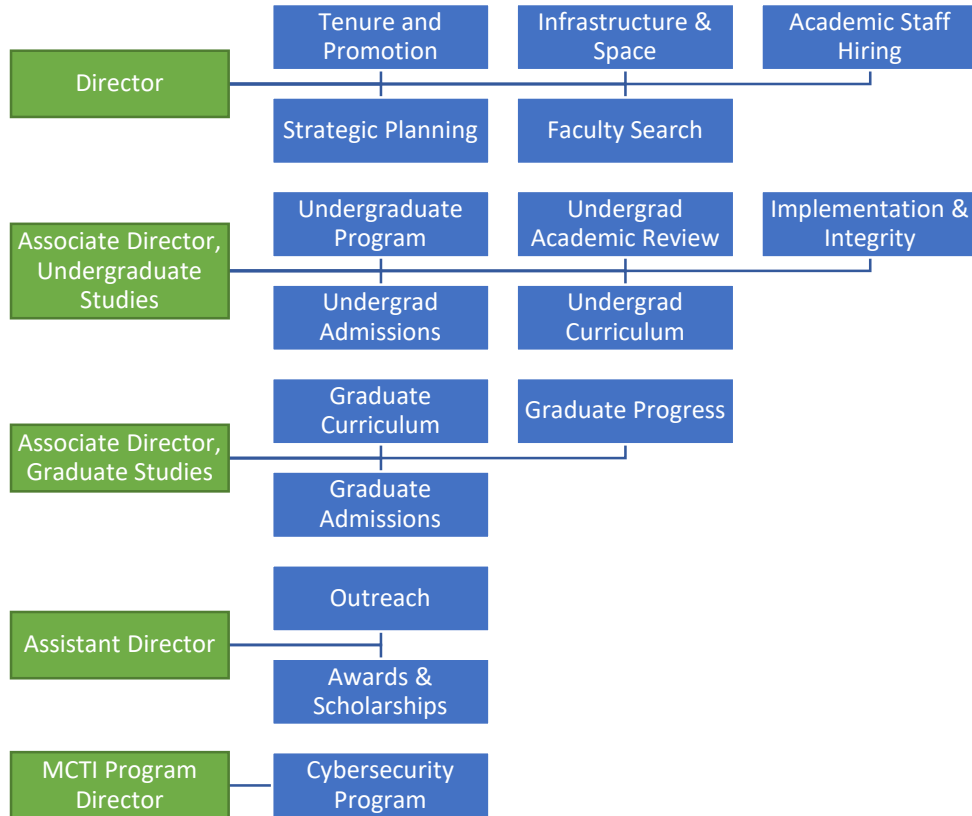 Tenure and
Promotion
Infrastructure &
Space
Academic Staff
Hiring
Director
Strategic Planning
Faculty Search
Undergraduate
Program
Undergrad
Academic Review
Implementation &
Integrity
Associate Director,
Undergraduate
Studies
Undergrad
Admissions
Undergrad
Curriculum
Graduate
Curriculum
Graduate Progress
Associate Director,
Graduate Studies
Graduate
Admissions
Outreach
Assistant Director
Awards &
Scholarships
MCTI Program
Director
Cybersecurity
Program